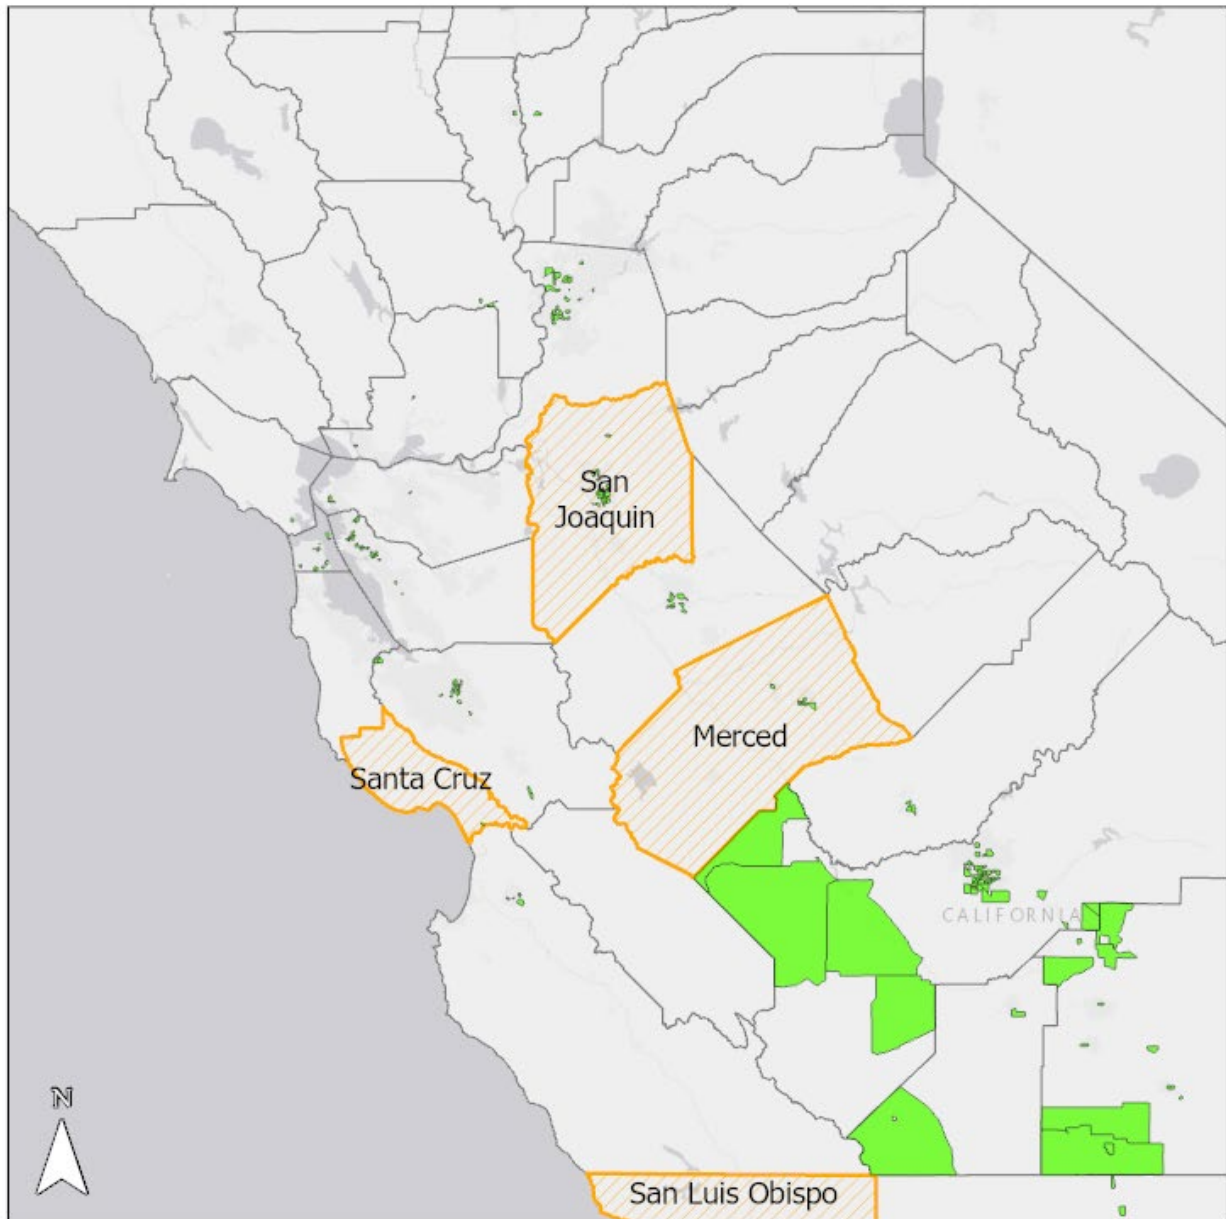 San
Joaquin
Merced
Santa Cruz
CALIFORNIA
N
San Luis Obispo